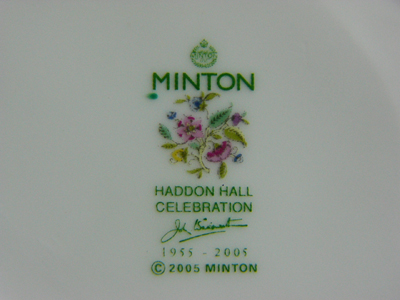 MINTON
HADDON HALL
CELEBRATION
1955 - 2005
© 2005 MINTON